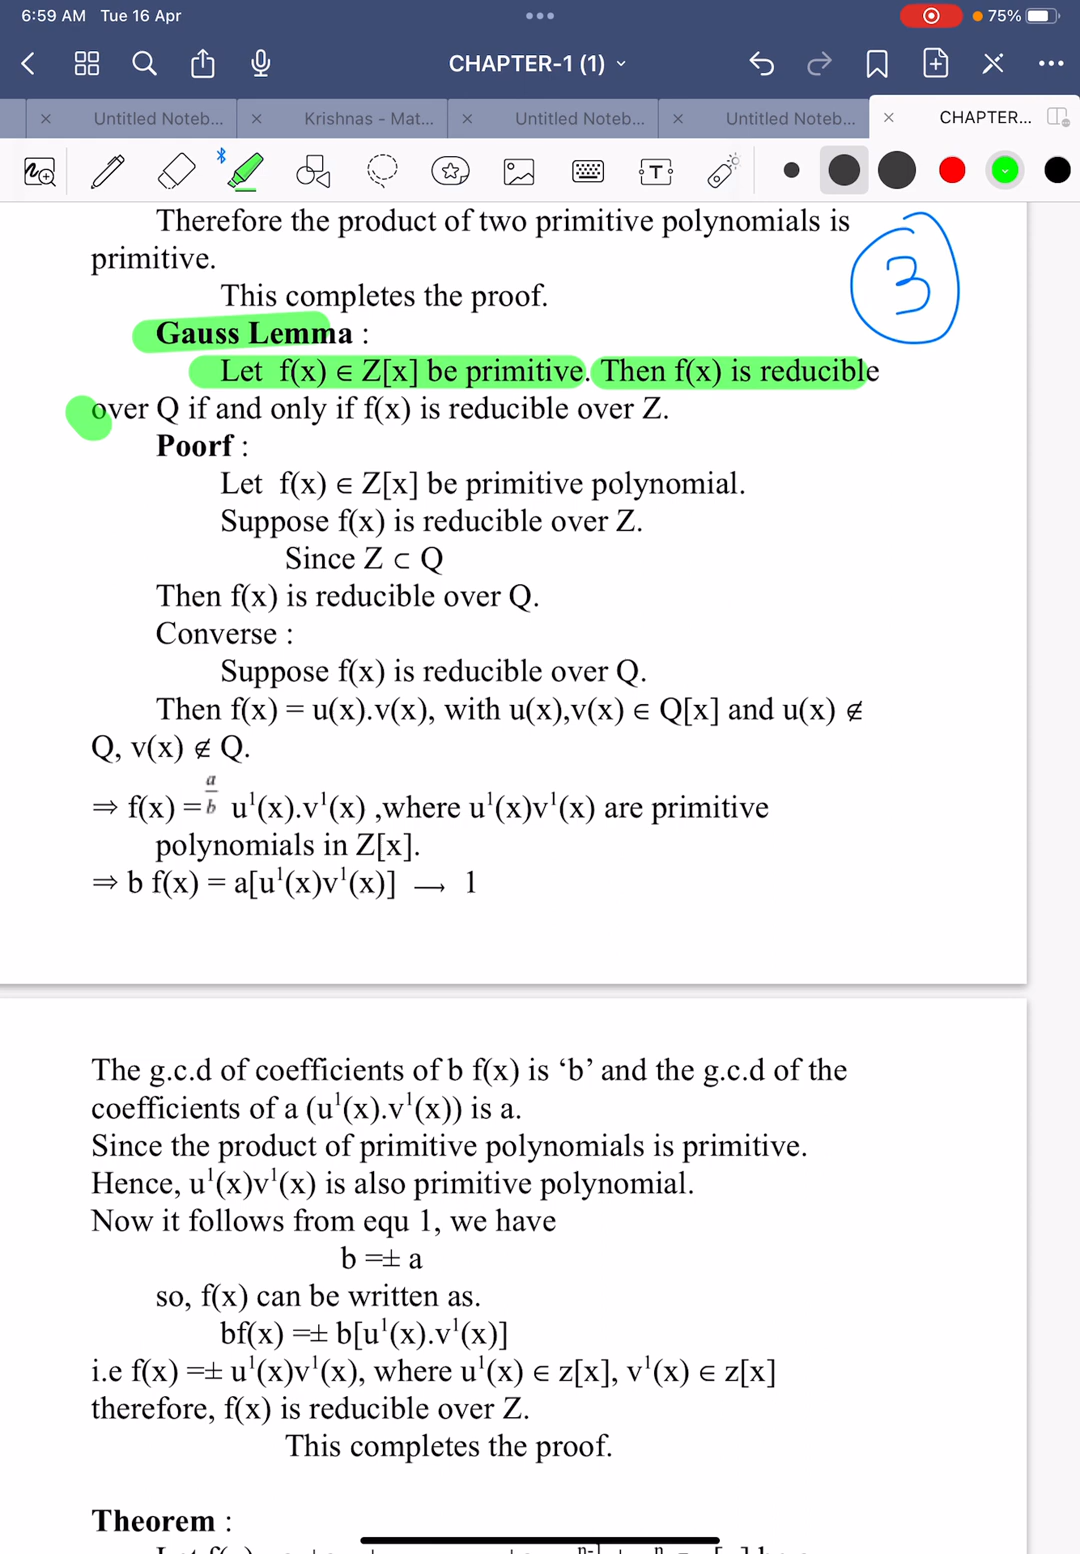 6:59 AM Tue 16 Apr
75%
CHAPTER-1 (1)
Untitled Noteb...
Krishnas - Mat...
Untitled Noteb...
Untitled Noteb...
CHAPTER...
Therefore the product of two primitive polynomials is
primitive.
3
This completes the proof.
Gauss Lemma :
Let f(x) ∈ Z[x] be primitive. Then f(x) is reducible
over Q if and only if f(x) is reducible over Z.
Poorf :
Let f(x) ∈ Z[x] be primitive polynomial.
Suppose f(x) is reducible over Z.
Since Z ⊂ Q
Then f(x) is reducible over Q.
Converse :
Suppose f(x) is reducible over Q.
Then f(x) = u(x).v(x), with u(x),v(x) ∈ Q[x] and u(x) ∉
Q, v(x) ∉ Q.
⇒ f(x) = a/b u¹(x).v¹(x) ,where u¹(x)v¹(x) are primitive
polynomials in Z[x].
⇒ b f(x) = a[u¹(x)v¹(x)] → 1
The g.c.d of coefficients of b f(x) is ‘b’ and the g.c.d of the
coefficients of a (u¹(x).v¹(x)) is a.
Since the product of primitive polynomials is primitive.
Hence, u¹(x)v¹(x) is also primitive polynomial.
Now it follows from equ 1, we have
b =± a
so, f(x) can be written as.
bf(x) =± b[u¹(x).v¹(x)]
i.e f(x) =± u¹(x)v¹(x), where u¹(x) ∈ z[x], v¹(x) ∈ z[x]
therefore, f(x) is reducible over Z.
This completes the proof.
Theorem :